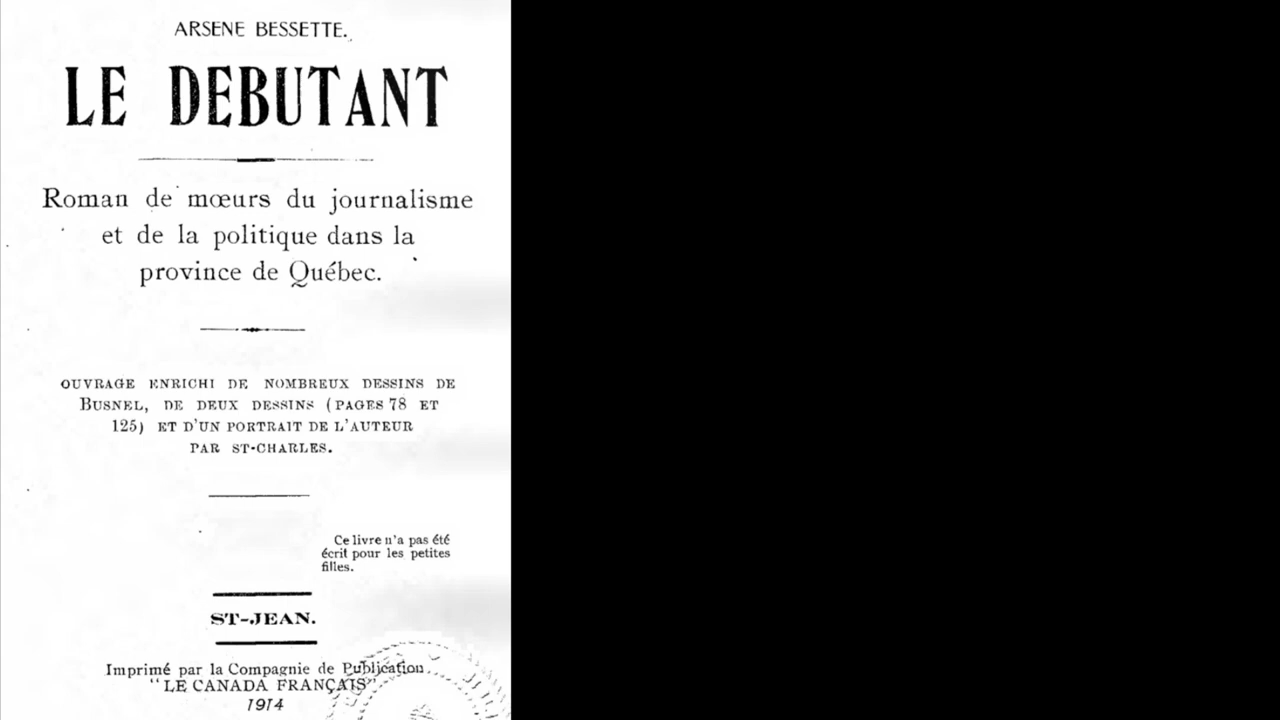 ARSENE BESSETTE.
LE DEBUTANT
Roman de mœurs du journalisme
et de la politique dans la
province de Québec.
OUVRAGE ENRICHI DE NOMBREUX DESSINS DE
BUSNEL, DE DEUX DESSINS (PAGES 78 ET
125) ET D'UN PORTRAIT DE L'AUTEUR
PAR ST-CHARLES.
Ce livre n'a pas été
écrit pour les petites
filles.
ST-JEAN.
Imprimé par la Compagnie de Publication
"LE CANADA FRANÇAIS"
1914